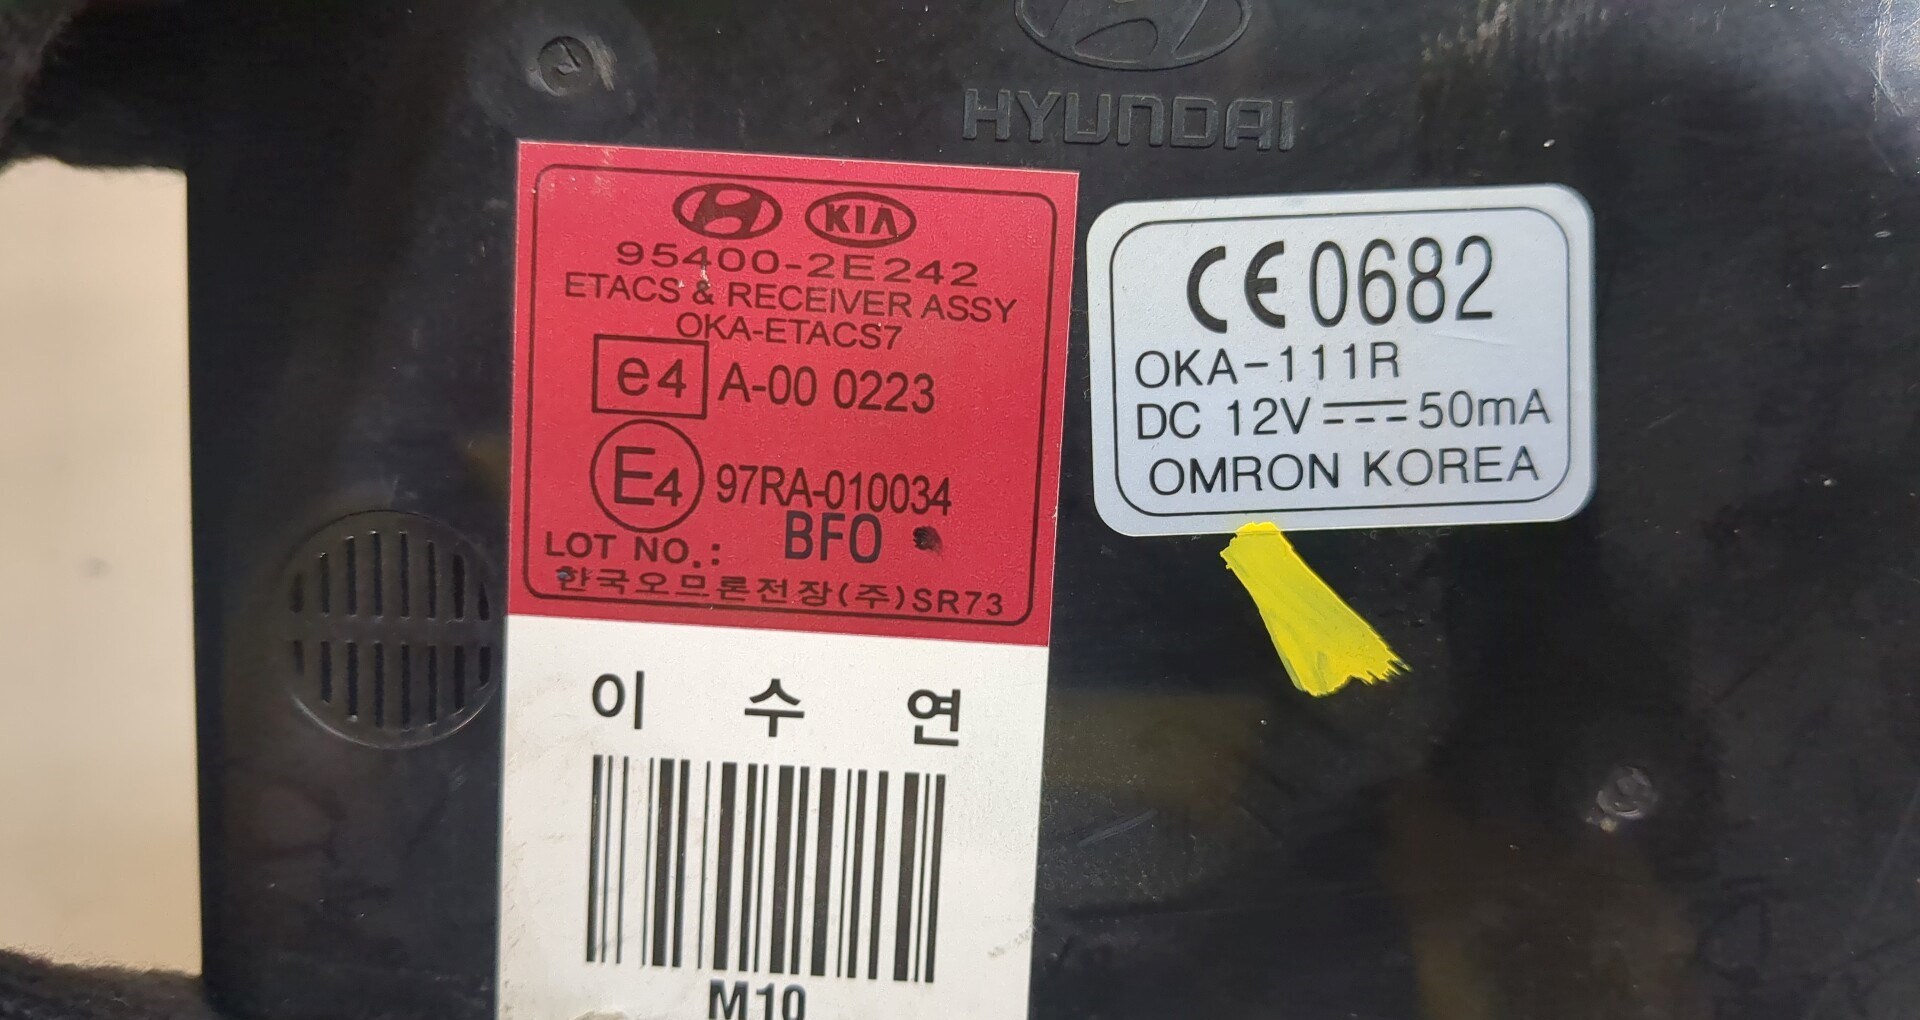 HYUNDAI
KIA
95400-2E242
ETACS & RECEIVER ASSY
OKA-ETACS7
e4 A-00 0223
E4 97RA-010034
LOT NO.: BFO
한국오므론전장(주)SR73
이 수 연
M10
CE 0682
OKA-111R
DC 12V 50mA
OMRON KOREA